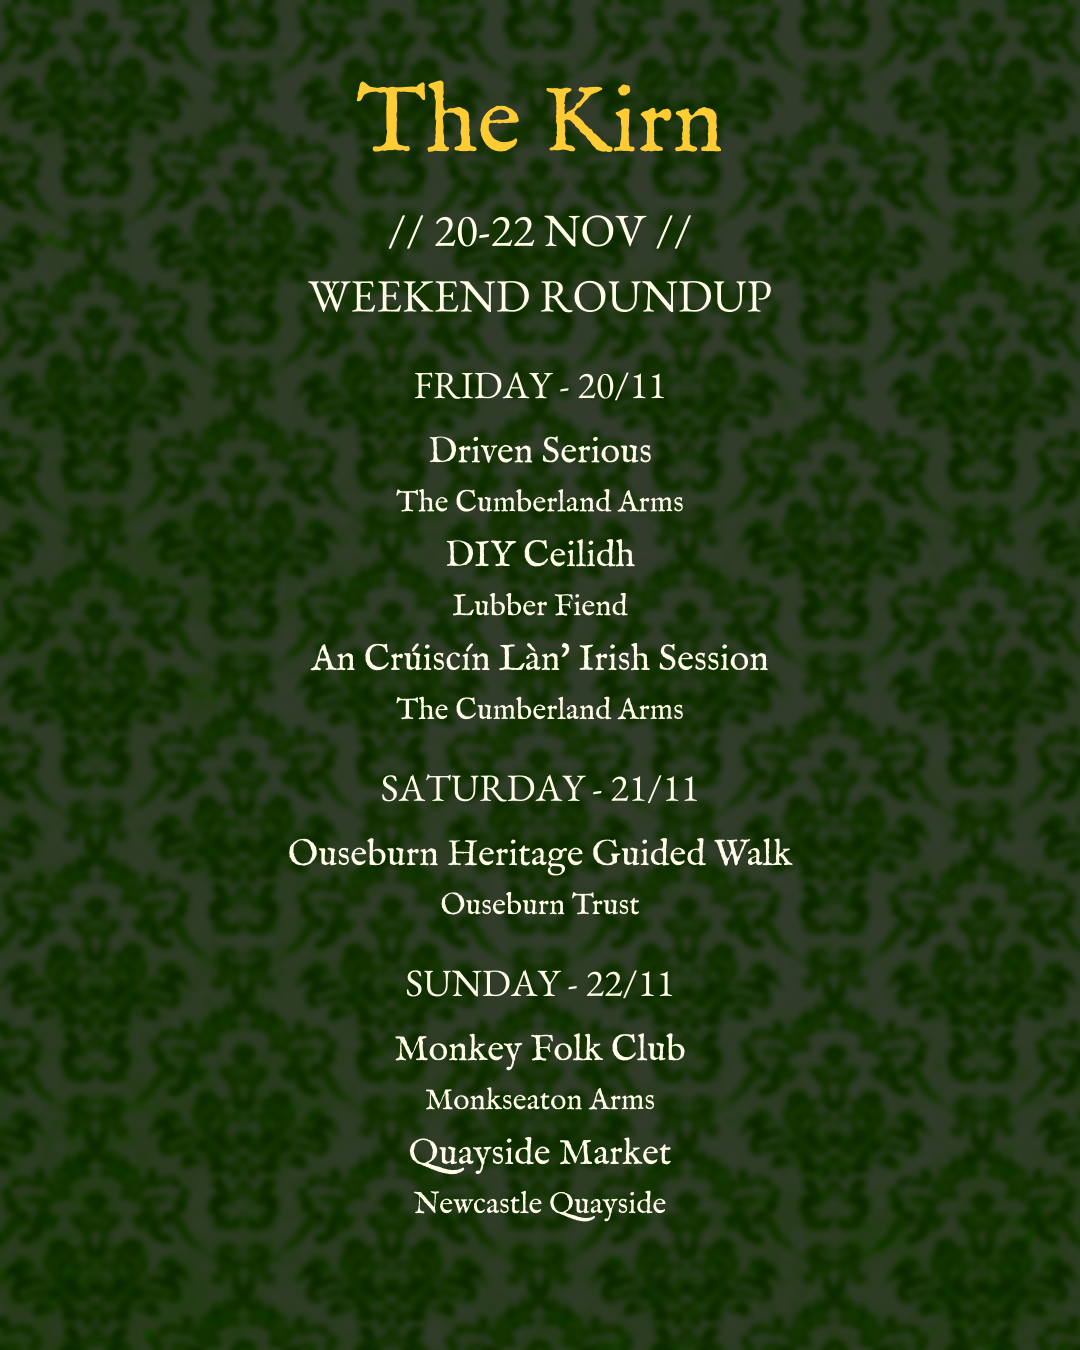 The Kirn
// 20-22 NOV //
WEEKEND ROUNDUP
FRIDAY - 20/11
Driven Serious
The Cumberland Arms
DIY Ceilidh
Lubber Fiend
An Crúiscín Làn' Irish Session
The Cumberland Arms
SATURDAY - 21/11
Ouseburn Heritage Guided Walk
Ouseburn Trust
SUNDAY - 22/11
Monkey Folk Club
Monkseaton Arms
Quayside Market
Newcastle Quayside